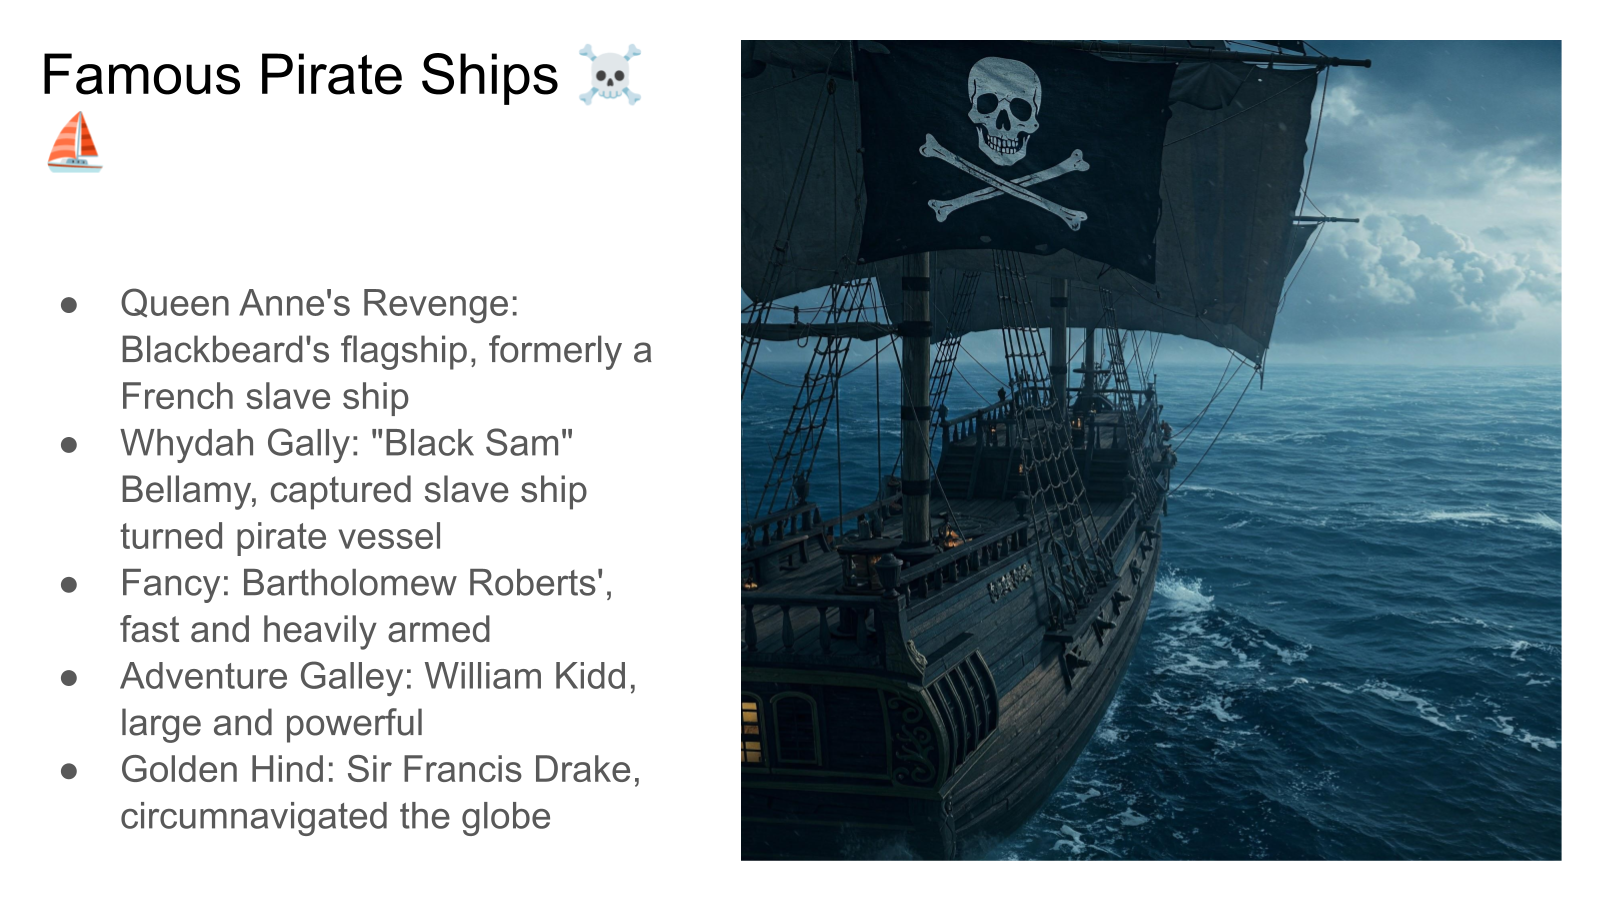 Famous Pirate Ships ☠️
⛵
● Queen Anne's Revenge:
Blackbeard's flagship, formerly a
French slave ship
● Whydah Gally: "Black Sam"
Bellamy, captured slave ship
turned pirate vessel
● Fancy: Bartholomew Roberts',
fast and heavily armed
● Adventure Galley: William Kidd,
large and powerful
● Golden Hind: Sir Francis Drake,
circumnavigated the globe